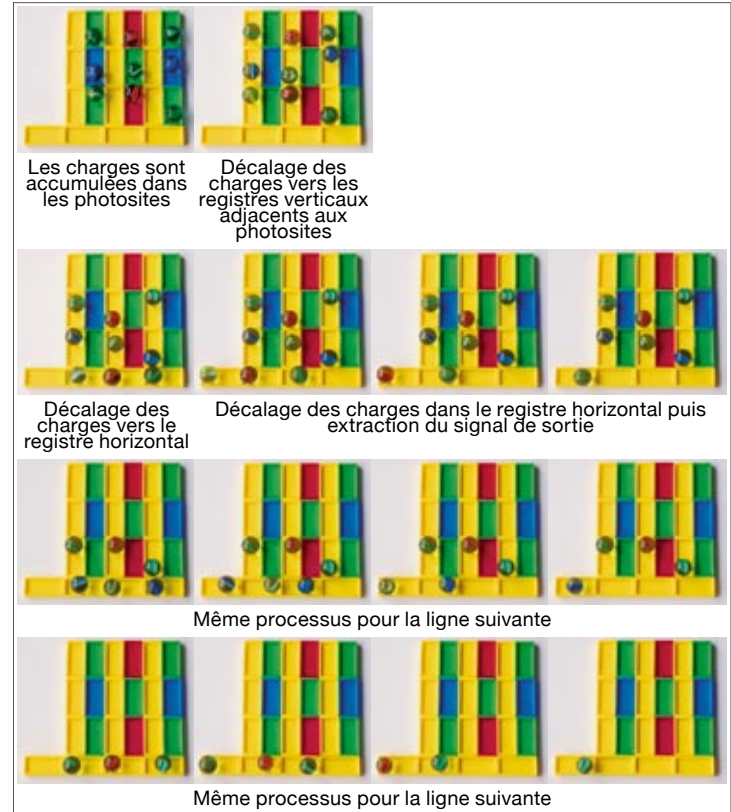 Les charges sont
accumulées dans
les photosites
Décalage des
charges vers les
registres verticaux
adjacents aux
photosites
Décalage des
charges vers le
registre horizontal
Décalage des charges dans le registre horizontal puis
extraction du signal de sortie
Même processus pour la ligne suivante
Même processus pour la ligne suivante